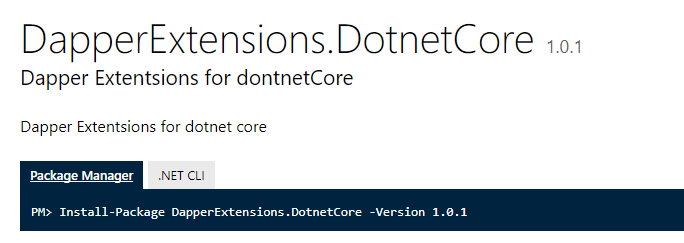 DapperExtensions.DotnetCore 1.0.1
Dapper Extentsions for dontnetCore
Dapper Extentsions for dotnet core
Package Manager .NET CLI
PM> Install-Package DapperExtensions.DotnetCore -Version 1.0.1